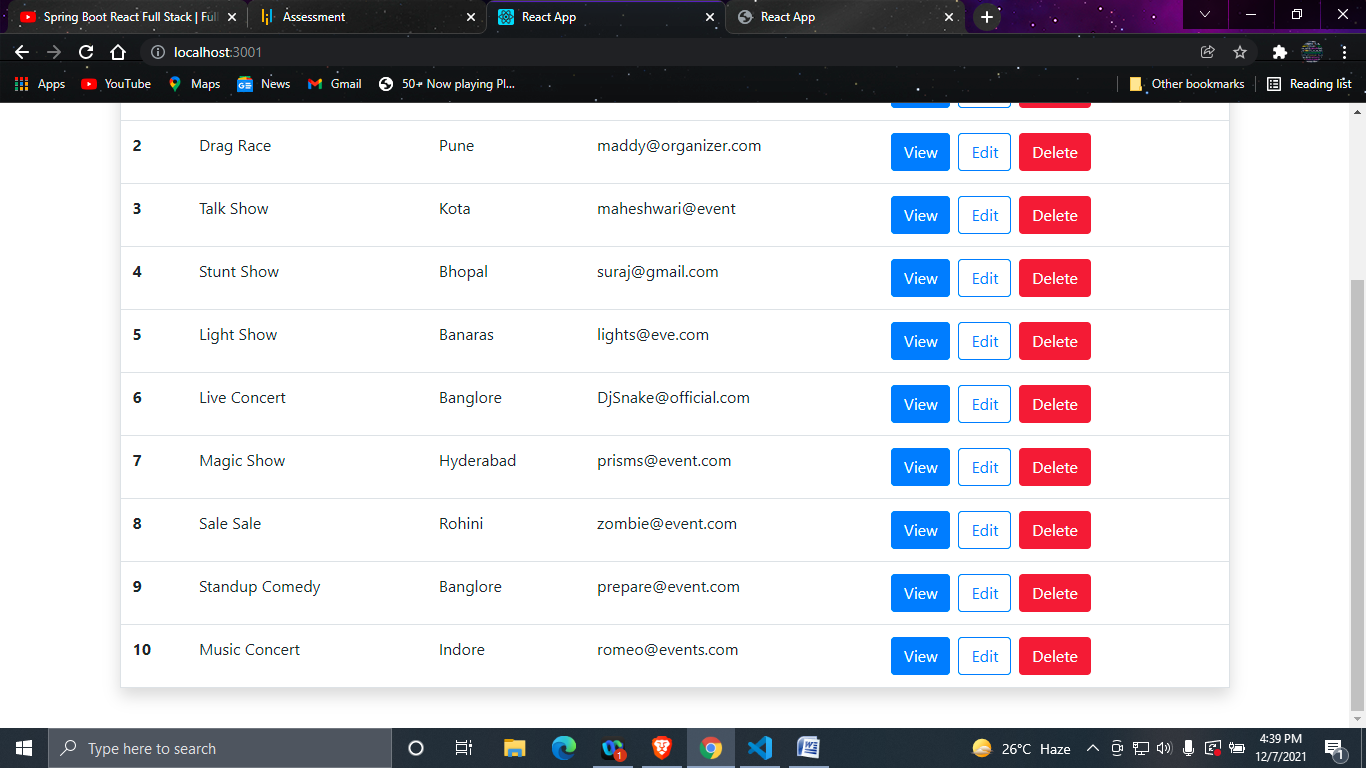 Spring Boot React Full Stack | Ful
Assessment
React App
React App
localhost:3001
Apps
YouTube
Maps
News
Gmail
50+ Now playing Pl...
Other bookmarks
Reading list
2 Drag Race Pune maddy@organizer.com View Edit Delete
3 Talk Show Kota maheshwari@event View Edit Delete
4 Stunt Show Bhopal suraj@gmail.com View Edit Delete
5 Light Show Banaras lights@eve.com View Edit Delete
6 Live Concert Banglore DjSnake@official.com View Edit Delete
7 Magic Show Hyderabad prisms@event.com View Edit Delete
8 Sale Sale Rohini zombie@event.com View Edit Delete
9 Standup Comedy Banglore prepare@event.com View Edit Delete
10 Music Concert Indore romeo@events.com View Edit Delete
Type here to search
1
26°C Haze
4:39 PM
12/7/2021
1